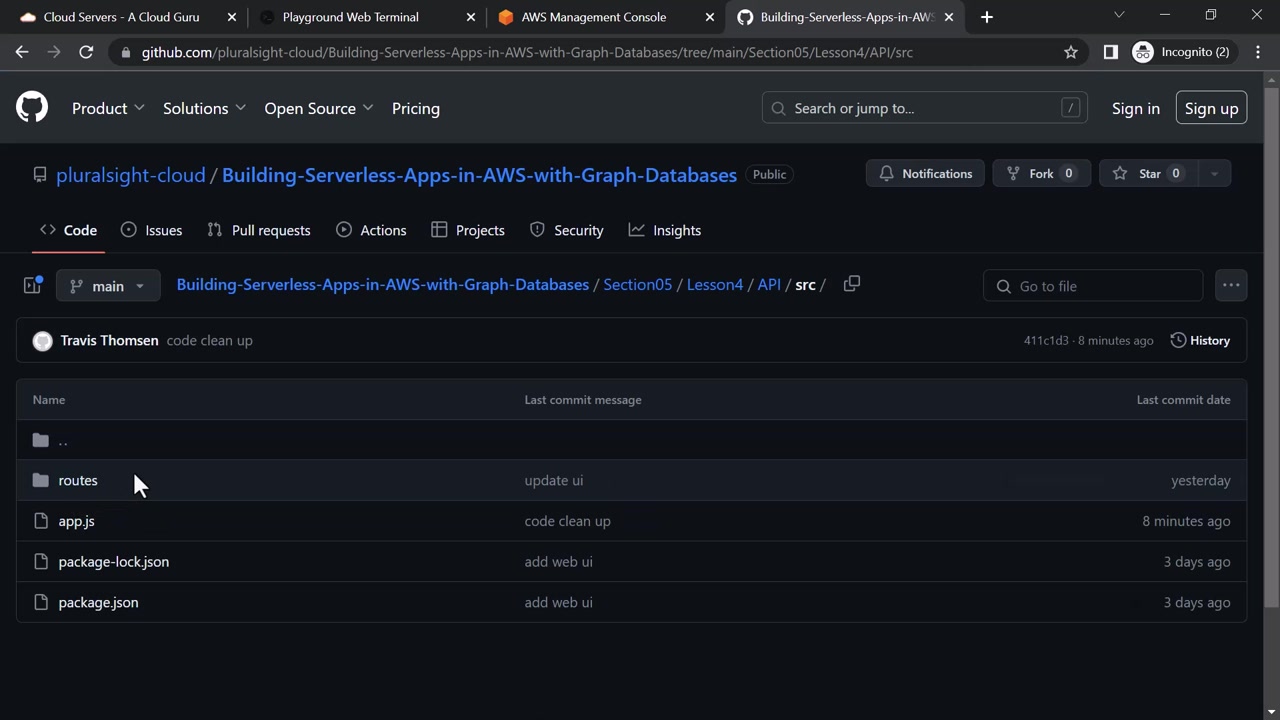 Cloud Servers - A Cloud Guru
Playground Web Terminal
AWS Management Console
Building-Serverless-Apps-in-AWS
github.com/pluralsight-cloud/Building-Serverless-Apps-in-AWS-with-Graph-Databases/tree/main/Section05/Lesson4/API/src
Incognito (2)
Product
Solutions
Open Source
Pricing
Search or jump to...
/
Sign in
Sign up
pluralsight-cloud / Building-Serverless-Apps-in-AWS-with-Graph-Databases
Public
Notifications
Fork 0
Star 0
Code
Issues
Pull requests
Actions
Projects
Security
Insights
main
Building-Serverless-Apps-in-AWS-with-Graph-Databases / Section05 / Lesson4 / API / src /
Go to file
Travis Thomsen code clean up
411c1d3 · 8 minutes ago
History
Name Last commit message Last commit date
..
routes update ui yesterday
app.js code clean up 8 minutes ago
package-lock.json add web ui 3 days ago
package.json add web ui 3 days ago